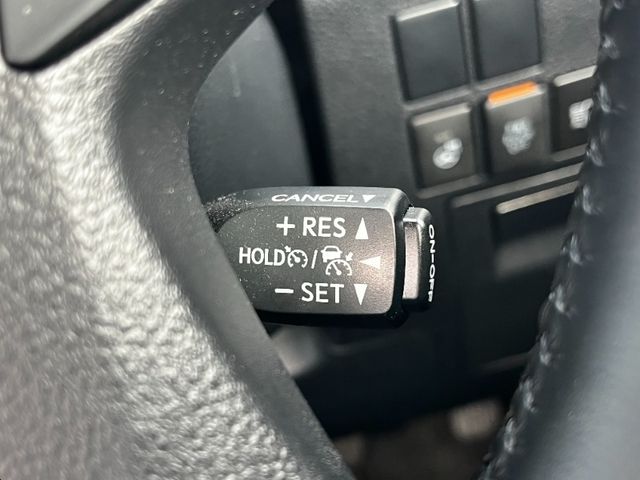 CANCEL▼
+ RES ▲
HOLD / ◀
− SET ▼
ON-OFF